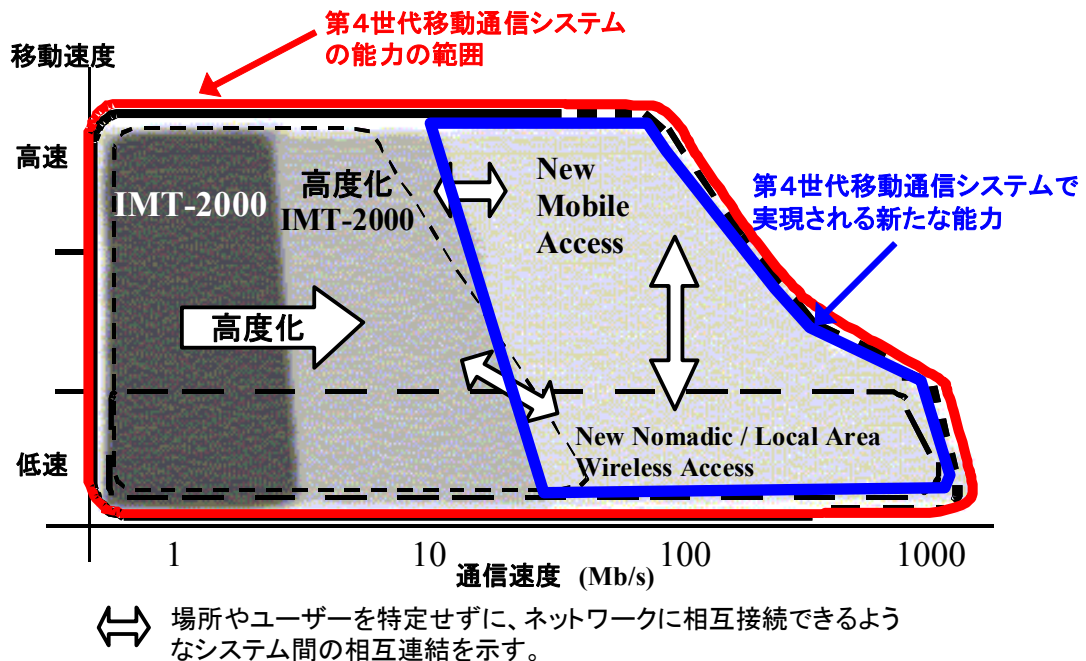 第４世代移動通信システム
の能力の範囲
移動速度
高速
低速
IMT-2000
高度化
IMT-2000
New
Mobile
Access
第４世代移動通信システムで
実現される新たな能力
高度化
New Nomadic / Local Area
Wireless Access
1
10
100
1000
通信速度 (Mb/s)
場所やユーザーを特定せずに、ネットワークに相互接続できるよう
なシステム間の相互連結を示す。